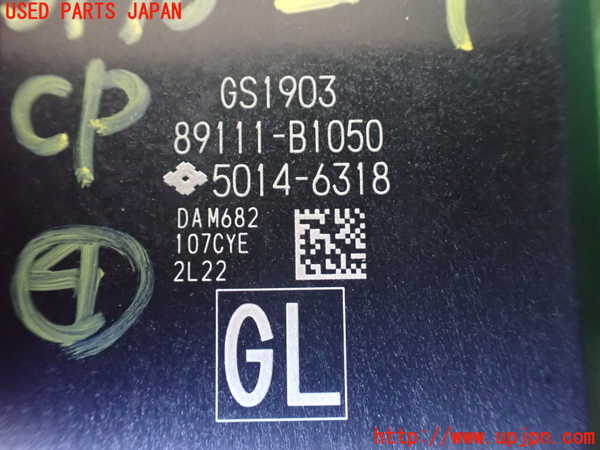 USED PARTS JAPAN
CP
GS1903
89111-B1050
5014-6318
DAM682
107CYE
2L22
GL
http://www.upjpn.com